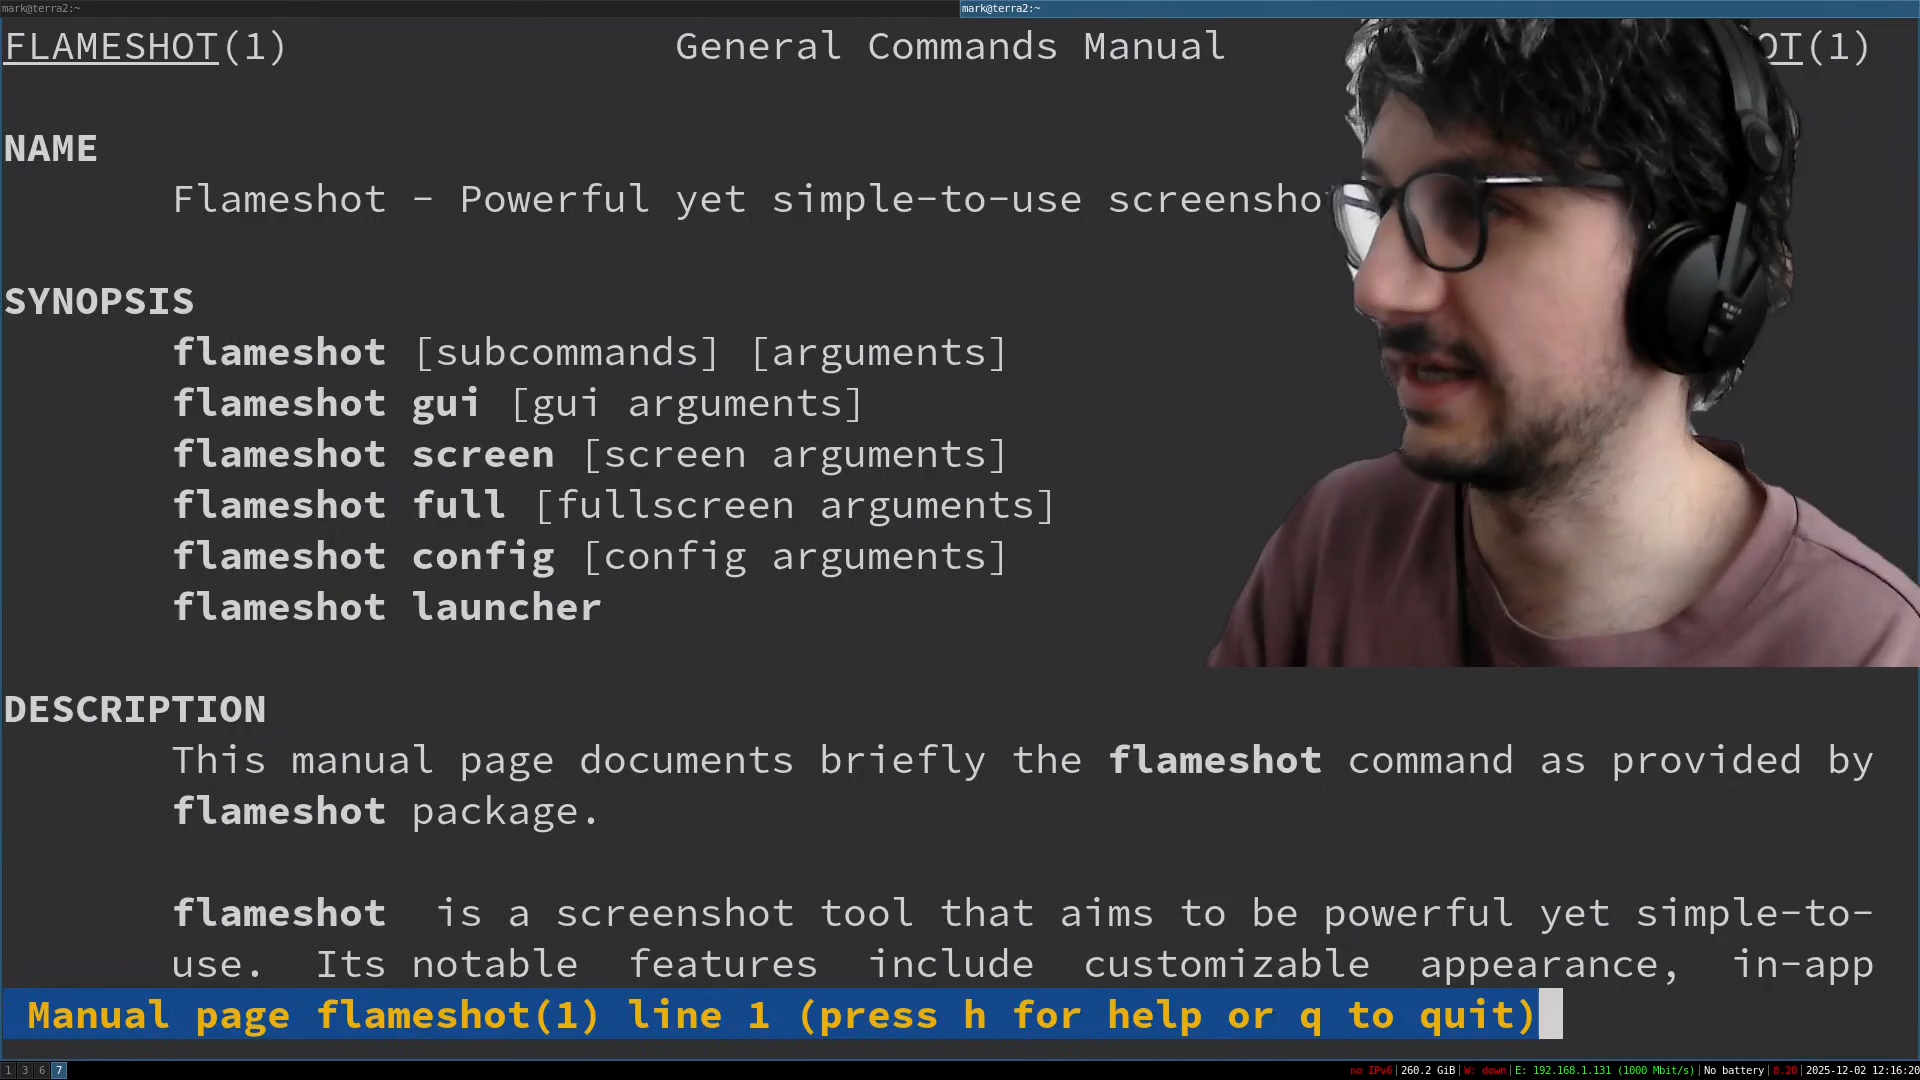 mark@terra2:~ mark@terra2:~
FLAMESHOT(1) General Commands Manual OT(1)
NAME
Flameshot - Powerful yet simple-to-use
SYNOPSIS
flameshot [subcommands] [arguments]
flameshot gui [gui arguments]
flameshot screen [screen arguments]
flameshot full [fullscreen arguments]
flameshot config [config arguments]
flameshot launcher
DESCRIPTION
This manual page documents briefly the flameshot command as provided by
flameshot package.
flameshot is a screenshot tool that aims to be powerful yet simple-to-
use. Its notable features include customizable appearance, in-app
Manual page flameshot(1) line 1 (press h for help or q to quit)
1 3 6 7 no IPv6|260.2 GiB|W: down|E: 192.168.1.131 (1000 Mbit/s)|No battery|8.20|2025-12-02 12:16:20